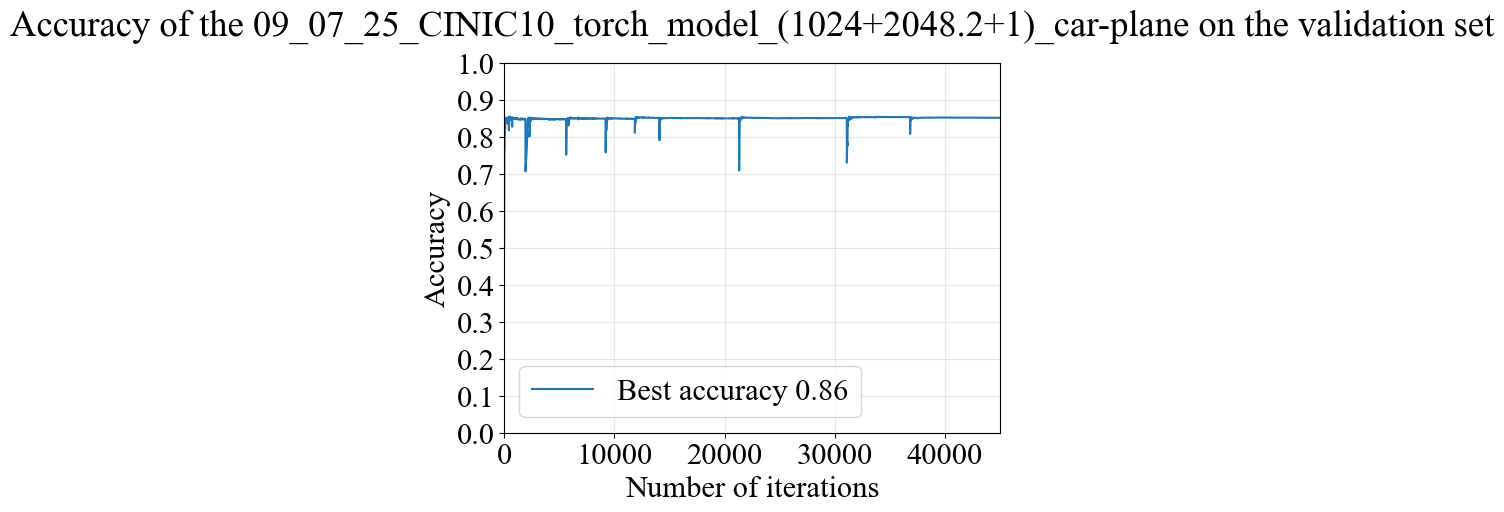 Accuracy of the 09_07_25_CINIC10_torch_model_(1024+2048.2+1)_car-plane on the validation set
1.0
0.9
0.8
0.7
0.6
0.5
0.4
0.3
0.2
0.1
0.0
Accuracy
Best accuracy 0.86
0 10000 20000 30000 40000
Number of iterations